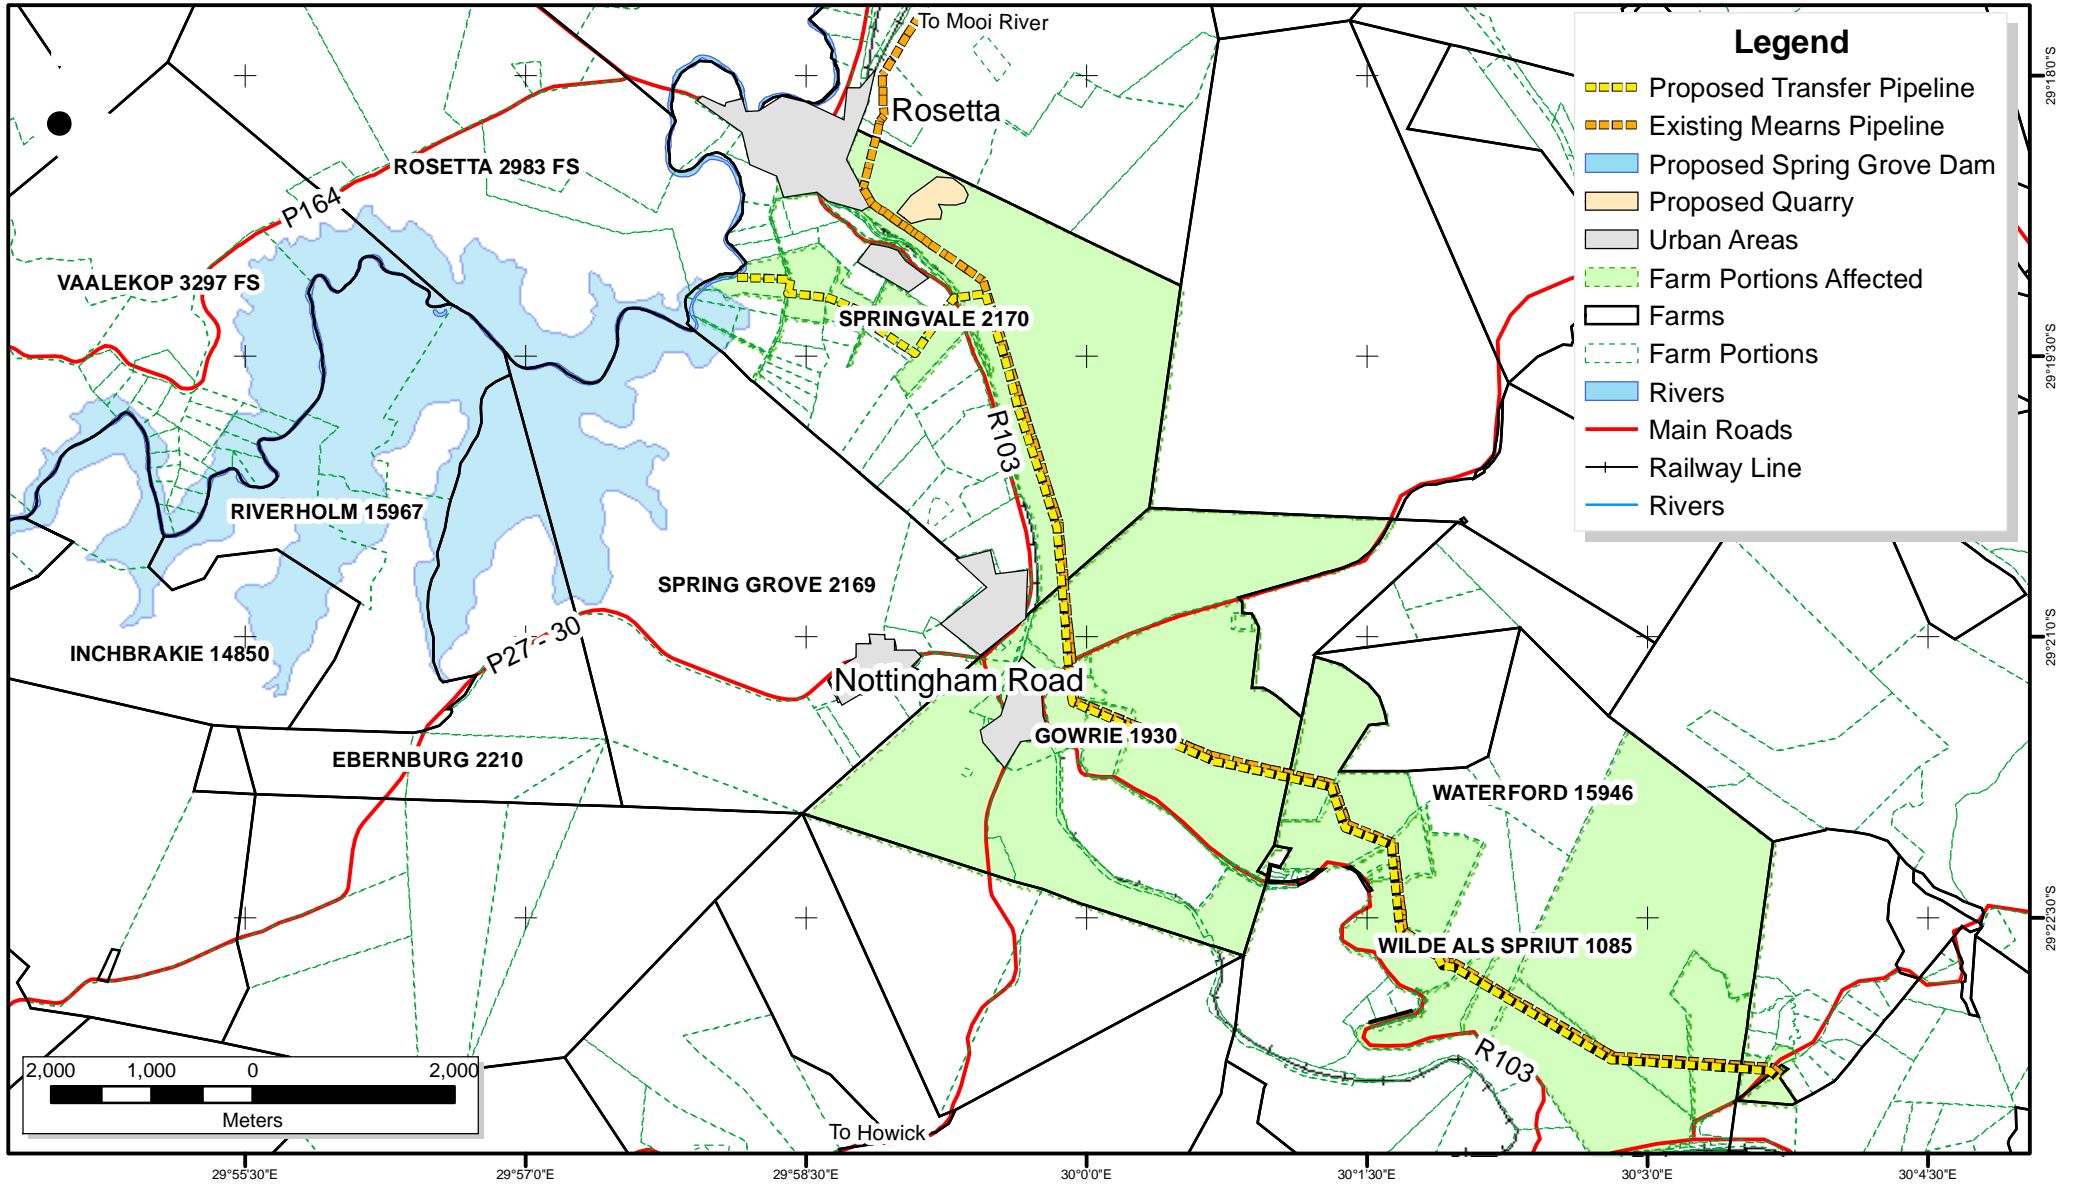 To Mooi River
Rosetta
ROSETTA 2983 FS
P164
VAALEKOP 3297 FS
SPRINGVALE 2170
R103
RIVERHOLM 15967
SPRING GROVE 2169
P27 - 30
INCHBRAKIE 14850
Nottingham Road
GOWRIE 1930
EBERNBURG 2210
WATERFORD 15946
WILDE ALS SPRIUT 1085
R103
To Howick
Legend
Proposed Transfer Pipeline
Existing Mearns Pipeline
Proposed Spring Grove Dam
Proposed Quarry
Urban Areas
Farm Portions Affected
Farms
Farm Portions
Rivers
Main Roads
Railway Line
Rivers
29°18'0"S
29°19'30"S
29°21'0"S
29°22'30"S
2,000 1,000 0 2,000
Meters
29°55'30"E 29°57'0"E 29°58'30"E 30°0'0"E 30°1'30"E 30°3'0"E 30°4'30"E